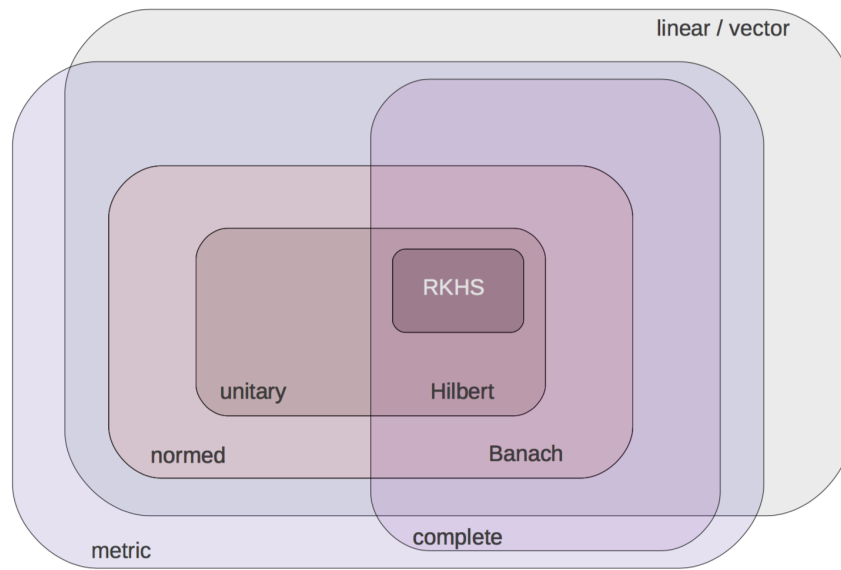 linear / vector
RKHS
unitary
Hilbert
normed
Banach
complete
metric